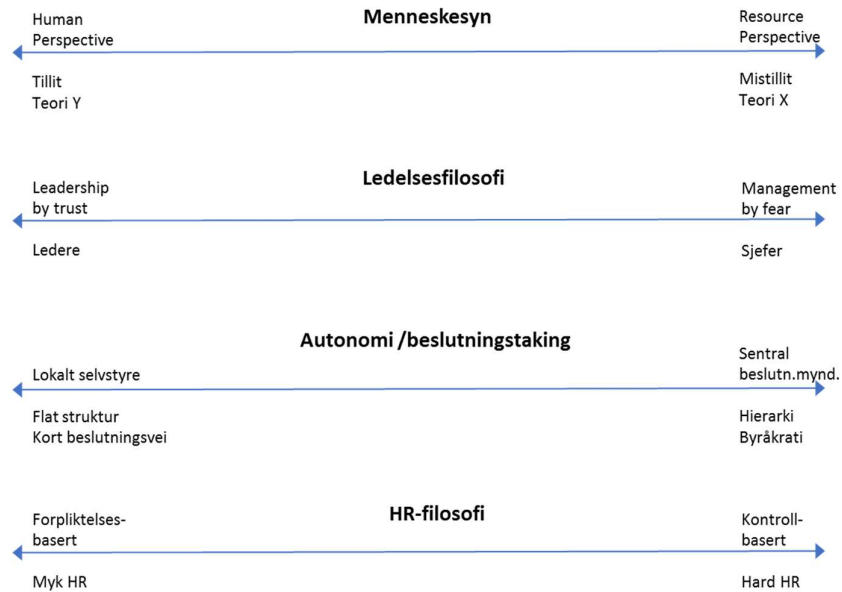 Menneskesyn
Human
Perspective
Resource
Perspective
Tillit
Teori Y
Mistillit
Teori X
Ledelsesfilosofi
Leadership
by trust
Management
by fear
Ledere
Sjefer
Autonomi /beslutningstaking
Lokalt selvstyre
Sentral
beslutn.mynd.
Flat struktur
Kort beslutningsvei
Hierarki
Byråkrati
HR-filosofi
Forpliktelses-
basert
Kontroll-
basert
Myk HR
Hard HR